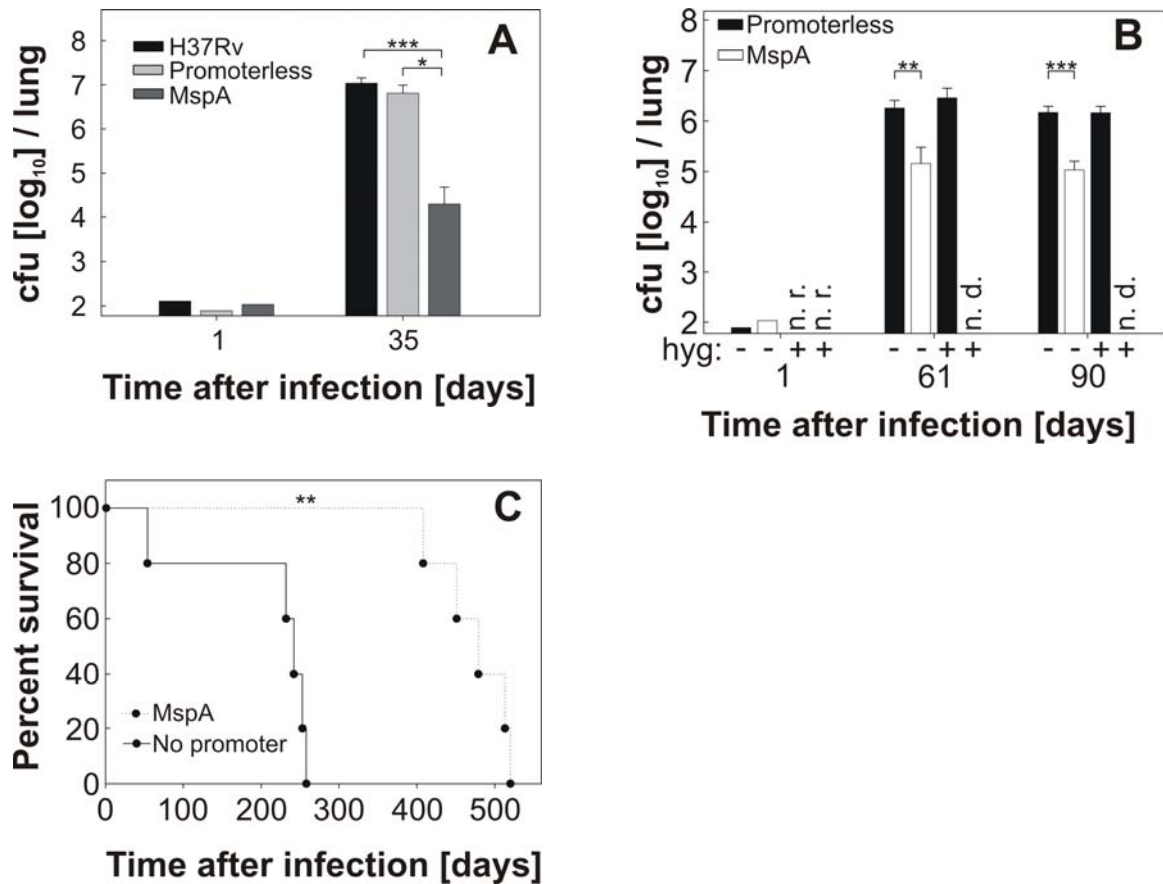 A
H37Rv
Promoterless
MspA
***
*
8
7
6
5
4
3
2
cfu [log₁₀] / lung
1 35
Time after infection [days]
B
Promoterless
MspA
** ***
8
7
6
5
4
3
2
cfu [log₁₀] / lung
n. r.
n. r.
n. d.
n. d.
hyg: - - + + - - + + - - + +
1 61 90
Time after infection [days]
C
**
100
80
60
40
20
0
Percent survival
MspA
No promoter
0 100 200 300 400 500
Time after infection [days]